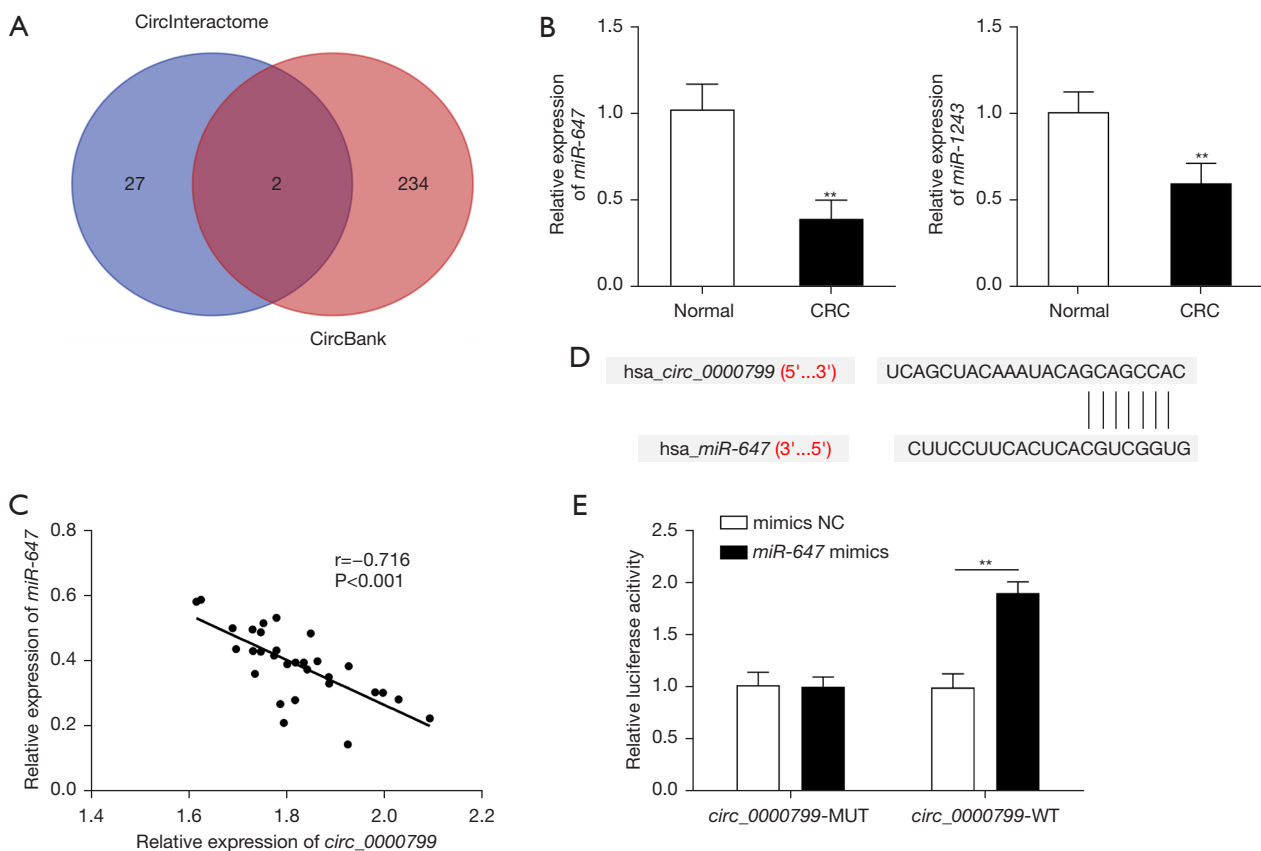 A
CircInteractome
27
2
234
CircBank
B
Relative expression
of miR-647
1.5
1.0
0.5
0.0
**
Normal
CRC
Relative expression
of miR-1243
1.5
1.0
0.5
0.0
**
Normal
CRC
D
hsa_circ_0000799 (5'...3')
UCAGCUACAAAUACAGCAGCCAC
hsa_miR-647 (3'...5')
CUUCCUUCACUCACGUCGGUG
C
Relative expression of miR-647
0.8
0.6
0.4
0.2
0.0
r=−0.716
P<0.001
1.4
1.6
1.8
2.0
2.2
Relative expression of circ_0000799
E
Relative luciferase acitivity
2.5
2.0
1.5
1.0
0.5
0.0
mimics NC
miR-647 mimics
**
circ_0000799-MUT
circ_0000799-WT